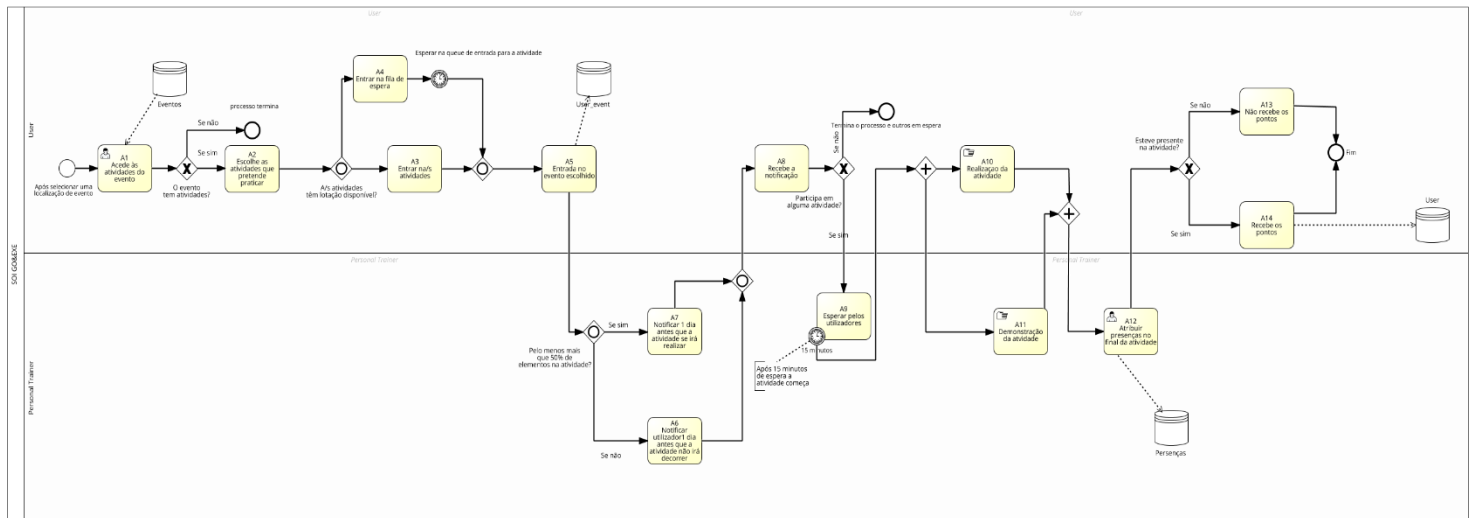 User
User
SOI GO&EXE
User
Personal Trainer
Personal Trainer
Personal Trainer
Após selecionar uma
localização de evento
Eventos
A1
Acede às
atividades do
evento
O evento
tem atividades?
Se não
processo termina
Se sim
A2
Escolhe as
atividades que
pretende
praticar
A/s atividades
têm lotação disponível?
A4
Entrar na fila de
espera
Esperar na queue de entrada para a atividade
A3
Entrar na/s
atividades
User_event
A5
Entrada no
evento escolhido
Pelo menos mais
que 50% de
elementos na atividade?
Se sim
A7
Notificar 1 dia
antes que a
atividade se irá
realizar
Se não
A6
Notificar
utilizador1 dia
antes que a
atividade não irá
decorrer
A8
Recebe a
notificação
Participa em
alguma atividade?
Se não
Termina o processo e outros em espera
Se sim
A9
Esperar pelos
utilizadores
15 minutos
Após 15 minutos
de espera a
atividade começa
A10
Realização da
atividade
A11
Demonstração
da atvidade
A12
Atribuir
presenças no
final da atividade
Persenças
Esteve presente
na atividade?
Se não
A13
Não recebe os
pontos
Se sim
A14
Recebe os
pontos
Fim
User